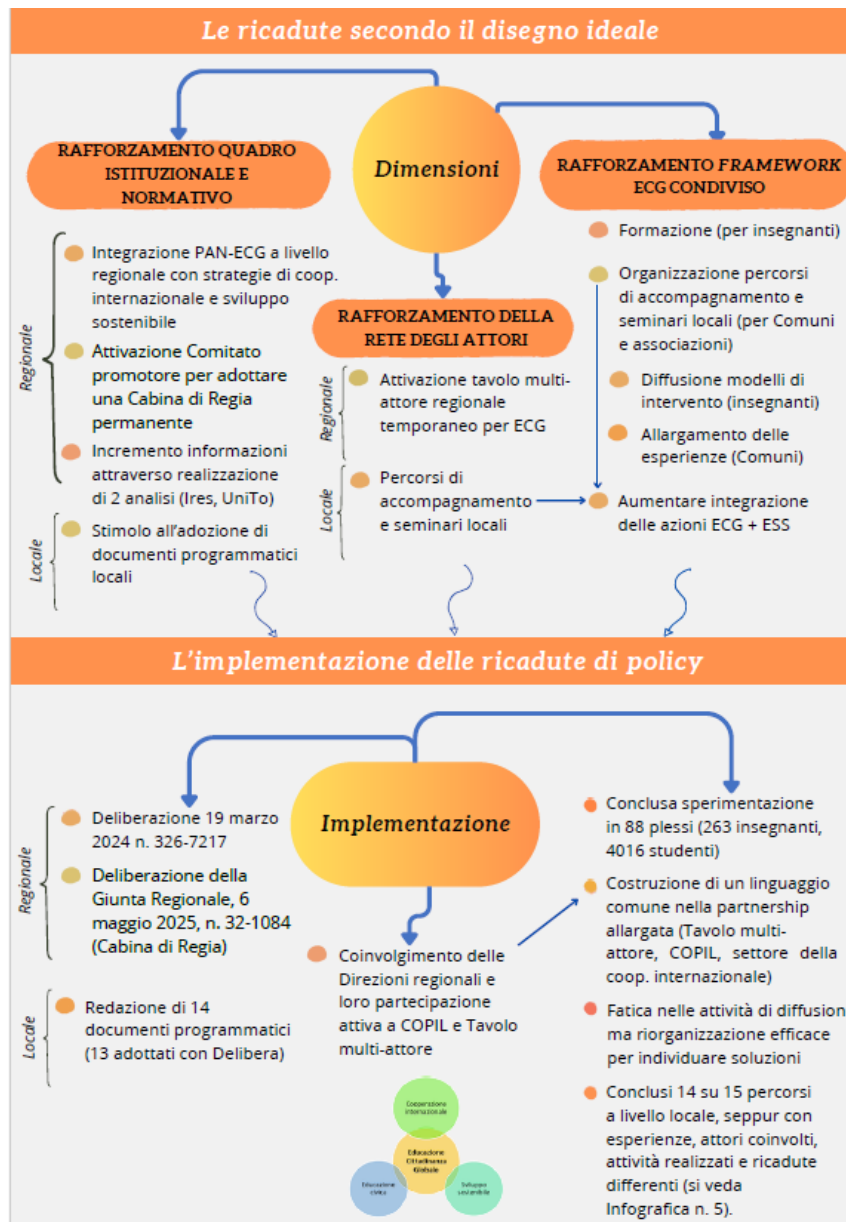 Le ricadute secondo il disegno ideale
Dimensioni
RAFFORZAMENTO QUADRO
ISTITUZIONALE E
NORMATIVO
Regionale
Integrazione PAN-ECG a livello
regionale con strategie di coop.
internazionale e sviluppo
sostenibile
Attivazione Comitato
promotore per adottare
una Cabina di Regia
permanente
Incremento informazioni
attraverso realizzazione
di 2 analisi (Ires, UniTo)
Locale
Stimolo all'adozione di
documenti programmatici
locali
RAFFORZAMENTO DELLA
RETE DEGLI ATTORI
Regionale
Attivazione tavolo multi-
attore regionale
temporaneo per ECG
Locale
Percorsi di
accompagnamento
e seminari locali
RAFFORZAMENTO FRAMEWORK
ECG CONDIVISO
Formazione (per insegnanti)
Organizzazione percorsi
di accompagnamento e
seminari locali (per Comuni
e associazioni)
Diffusione modelli di
intervento (insegnanti)
Allargamento delle
esperienze (Comuni)
Aumentare integrazione
delle azioni ECG + ESS
L'implementazione delle ricadute di policy
Implementazione
Regionale
Deliberazione 19 marzo
2024 n. 326-7217
Deliberazione della
Giunta Regionale, 6
maggio 2025, n. 32-1084
(Cabina di Regia)
Locale
Redazione di 14
documenti programmatici
(13 adottati con Delibera)
Coinvolgimento delle
Direzioni regionali e
loro partecipazione
attiva a COPIL e Tavolo
multi-attore
Cooperazione
internazionale
Educazione
Cittadinanza
Globale
Educazione
civica
Sviluppo
sostenibile
Conclusa sperimentazione
in 88 plessi (263 insegnanti,
4016 studenti)
Costruzione di un linguaggio
comune nella partnership
allargata (Tavolo multi-
attore, COPIL, settore della
coop. internazionale)
Fatica nelle attività di diffusion
ma riorganizzazione efficace
per individuare soluzioni
Conclusi 14 su 15 percorsi
a livello locale, seppur con
esperienze, attori coinvolti,
attività realizzati e ricadute
differenti (si veda
Infografica n. 5).